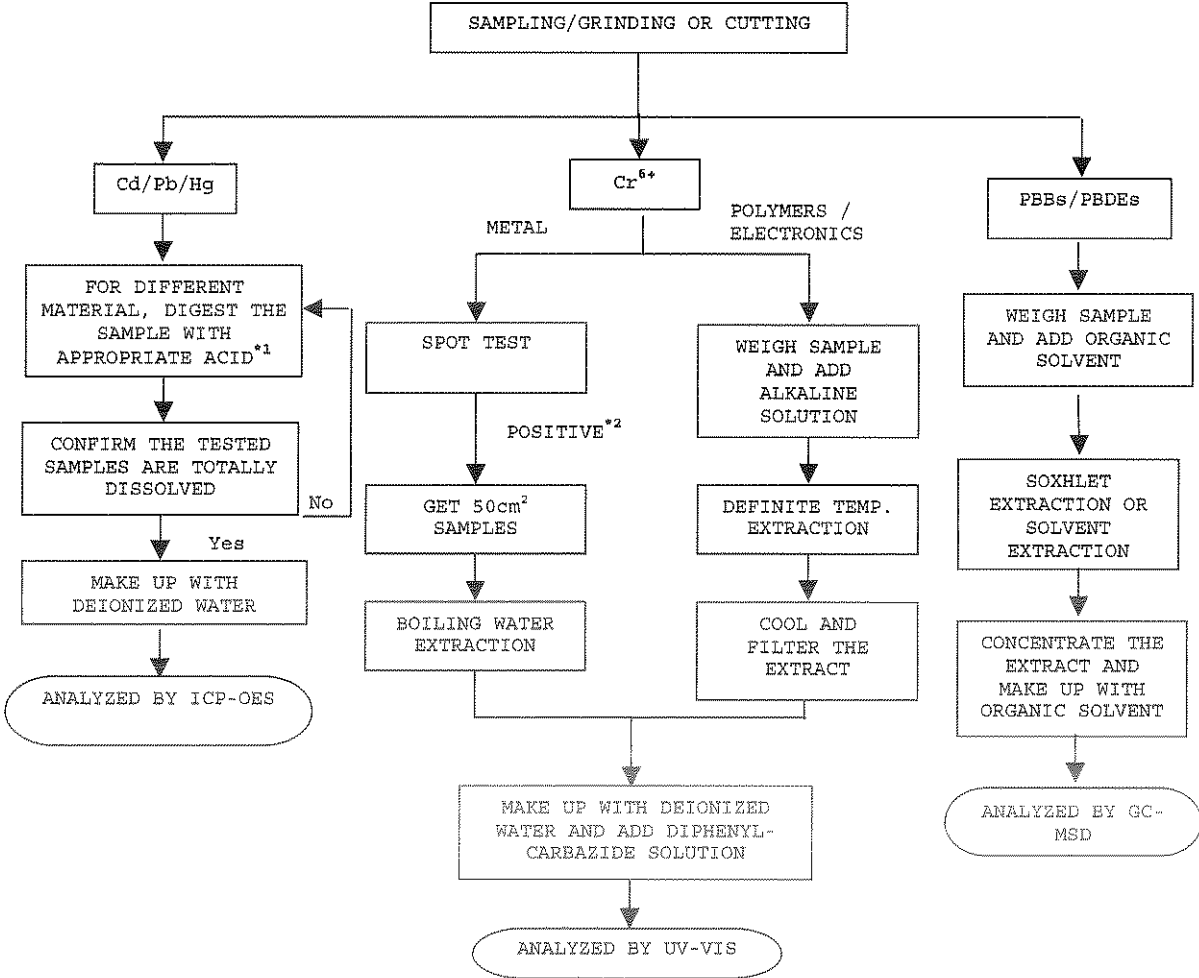 SAMPLING/GRINDING OR CUTTING
Cd/Pb/Hg
FOR DIFFERENT
MATERIAL, DIGEST THE
SAMPLE WITH
APPROPRIATE ACID*1
CONFIRM THE TESTED
SAMPLES ARE TOTALLY
DISSOLVED
No
Yes
MAKE UP WITH
DEIONIZED WATER
ANALYZED BY ICP-OES
Cr6+
METAL
POLYMERS /
ELECTRONICS
SPOT TEST
POSITIVE*2
GET 50cm2
SAMPLES
BOILING WATER
EXTRACTION
WEIGH SAMPLE
AND ADD
ALKALINE
SOLUTION
DEFINITE TEMP.
EXTRACTION
COOL AND
FILTER THE
EXTRACT
MAKE UP WITH DEIONIZED
WATER AND ADD DIPHENYL-
CARBAZIDE SOLUTION
ANALYZED BY UV-VIS
PBBs/PBDEs
WEIGH SAMPLE
AND ADD ORGANIC
SOLVENT
SOXHLET
EXTRACTION OR
SOLVENT
EXTRACTION
CONCENTRATE THE
EXTRACT AND
MAKE UP WITH
ORGANIC SOLVENT
ANALYZED BY GC-
MSD